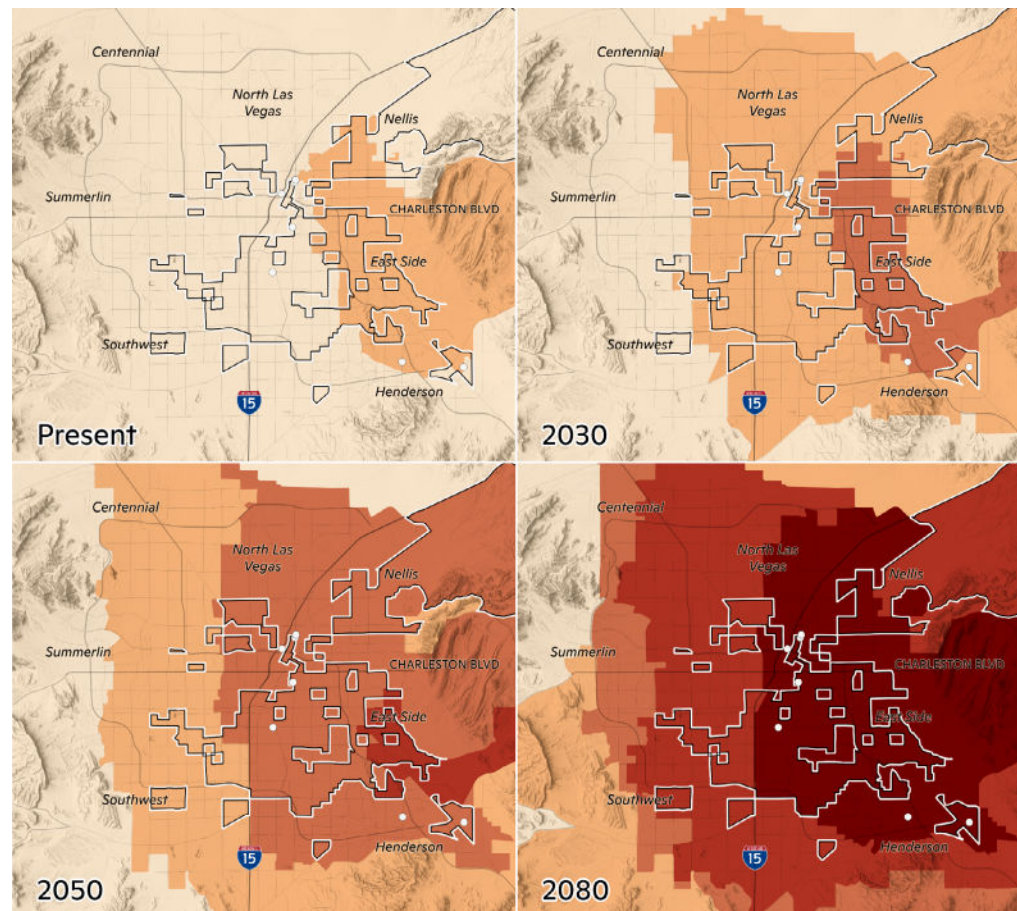 Centennial
North Las
Vegas
Nellis
Summerlin
CHARLESTON BLVD
East Side
Southwest
Henderson
15
Present
Centennial
North Las
Vegas
Nellis
Summerlin
CHARLESTON BLVD
East Side
Southwest
Henderson
15
2030
Centennial
North Las
Vegas
Nellis
Summerlin
CHARLESTON BLVD
East Side
Southwest
Henderson
15
2050
Centennial
North Las
Vegas
Nellis
Summerlin
CHARLESTON BLVD
East Side
Southwest
Henderson
15
2080